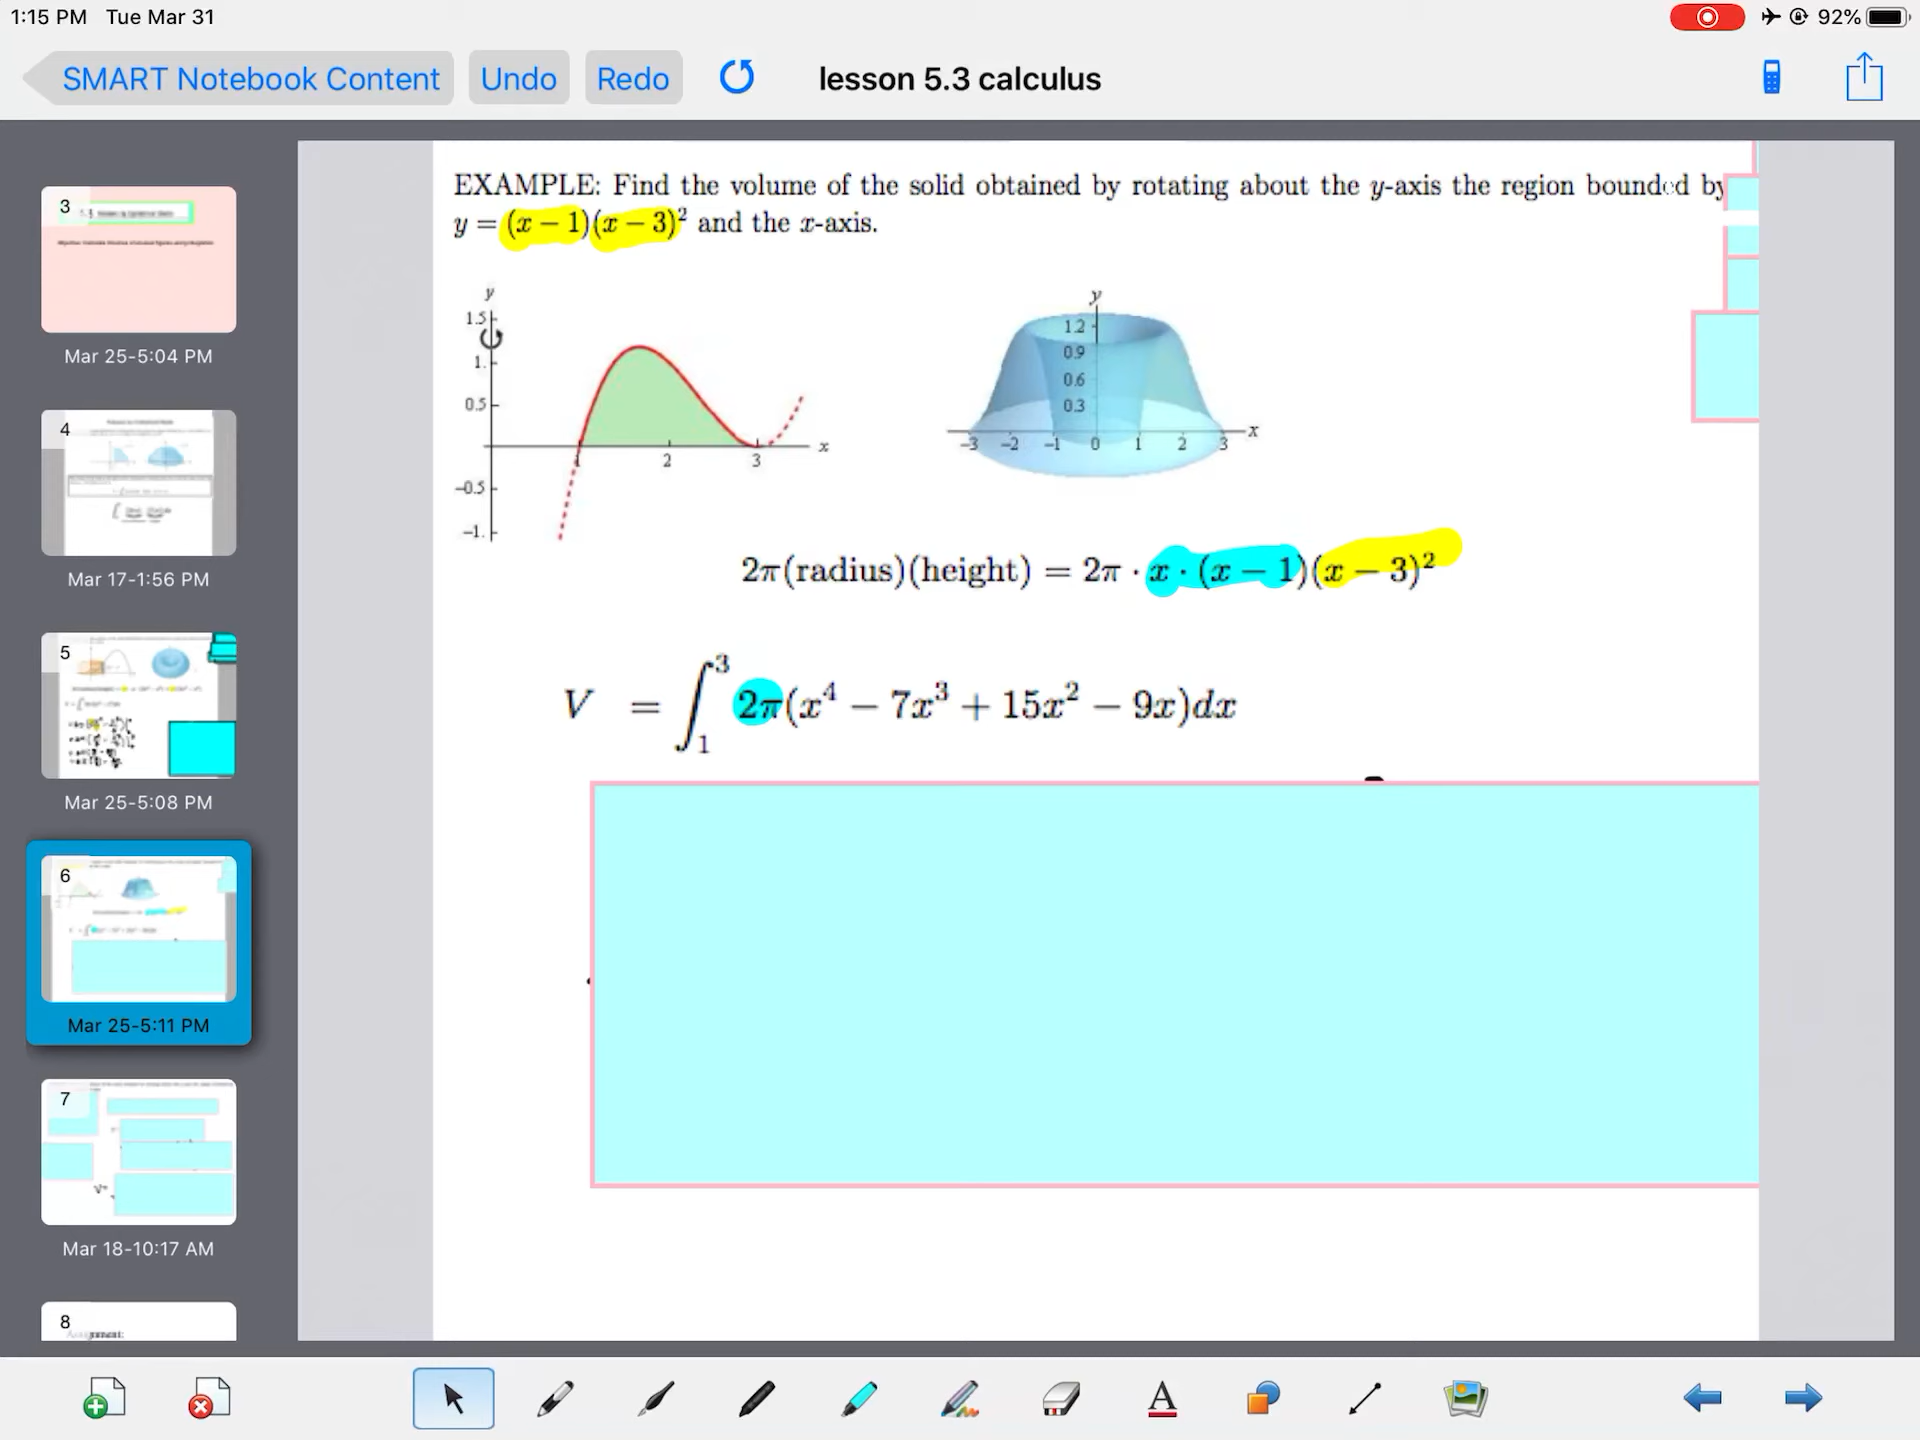 1:15 PM Tue Mar 31
92%
SMART Notebook Content
Undo
Redo
lesson 5.3 calculus
3
Mar 25-5:04 PM
4
Mar 17-1:56 PM
5
Mar 25-5:08 PM
6
Mar 25-5:11 PM
7
Mar 18-10:17 AM
8
EXAMPLE: Find the volume of the solid obtained by rotating about the y-axis the region bounded by
y = (x − 1)(x − 3)² and the x-axis.
y
1.5
1.
0.5
−0.5
−1.
1 2 3 x
y
1.2
0.9
0.6
0.3
−3 −2 −1 0 1 2 3 x
2π(radius)(height) = 2π · x · (x − 1)(x − 3)²
V = ∫₁³ 2π(x⁴ − 7x³ + 15x² − 9x)dx
A